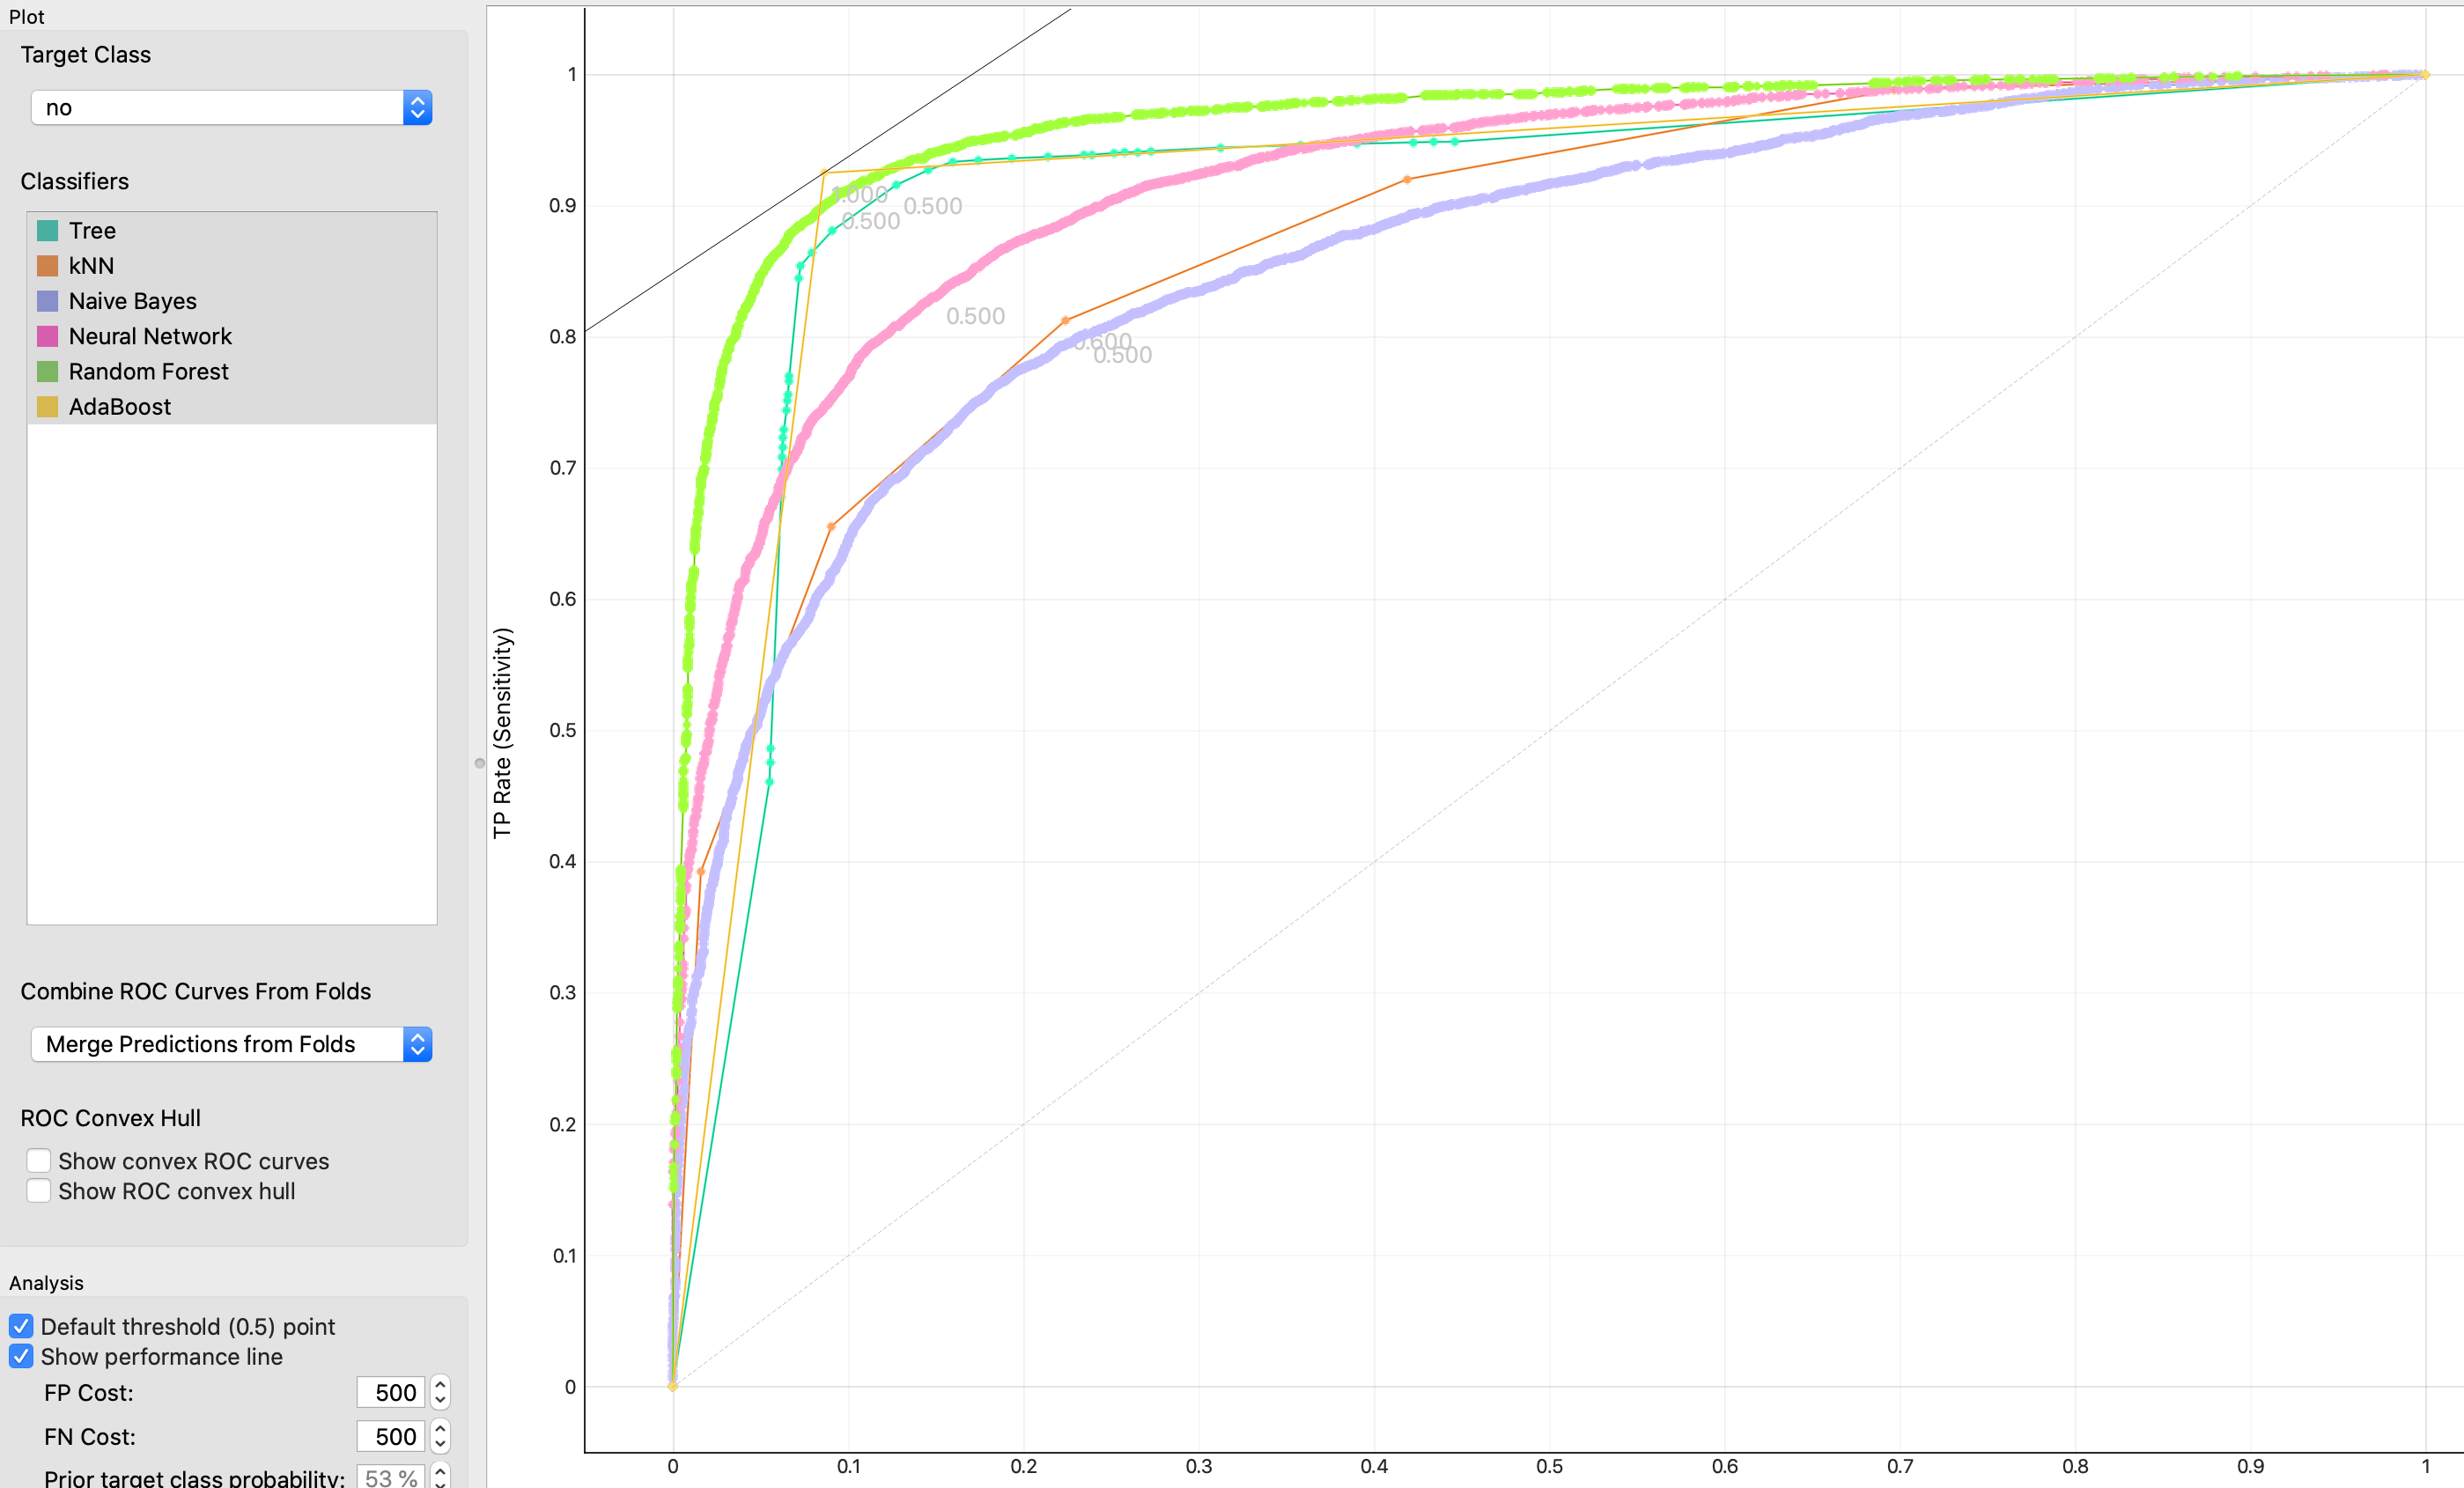 Plot
Target Class
no
Classifiers
Tree
kNN
Naive Bayes
Neural Network
Random Forest
AdaBoost
Combine ROC Curves From Folds
Merge Predictions from Folds
ROC Convex Hull
Show convex ROC curves
Show ROC convex hull
Analysis
Default threshold (0.5) point
Show performance line
FP Cost: 500
FN Cost: 500
Prior target class probability: 53 %
TP Rate (Sensitivity)
1
0.9
0.8
0.7
0.6
0.5
0.4
0.3
0.2
0.1
0
1.000
0.500
0.500
0.500
0.600
0.500
0 0.1 0.2 0.3 0.4 0.5 0.6 0.7 0.8 0.9 1